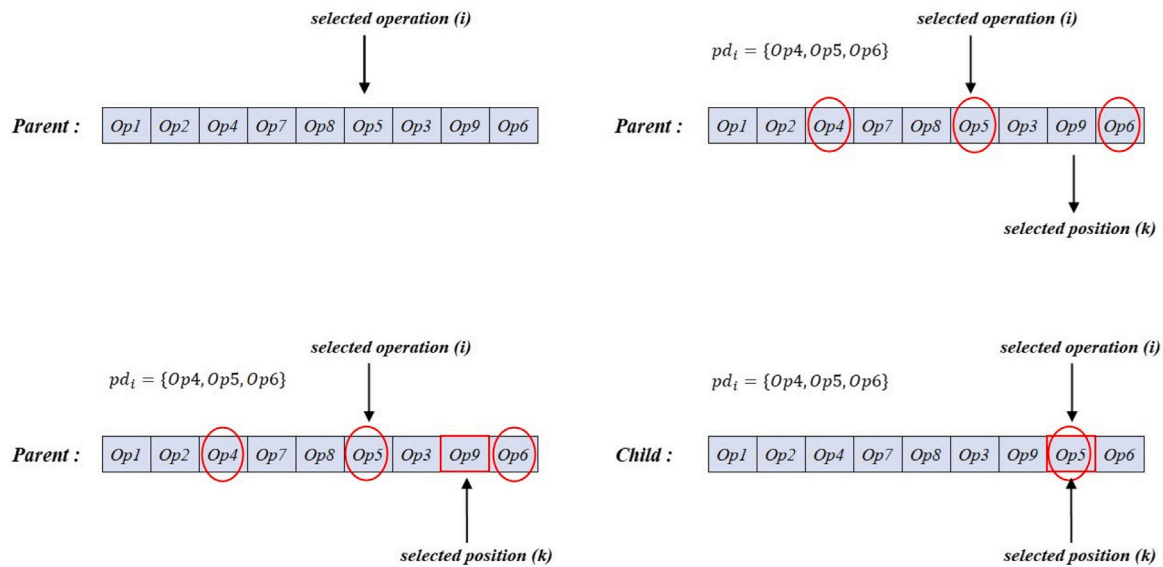 selected operation (i)
Parent : Op1 Op2 Op4 Op7 Op8 Op5 Op3 Op9 Op6
selected operation (i)
pd_i = {Op4, Op5, Op6}
Parent : Op1 Op2 Op4 Op7 Op8 Op5 Op3 Op9 Op6
selected position (k)
selected operation (i)
pd_i = {Op4, Op5, Op6}
Parent : Op1 Op2 Op4 Op7 Op8 Op5 Op3 Op9 Op6
selected position (k)
selected operation (i)
pd_i = {Op4, Op5, Op6}
Child : Op1 Op2 Op4 Op7 Op8 Op3 Op9 Op5 Op6
selected position (k)